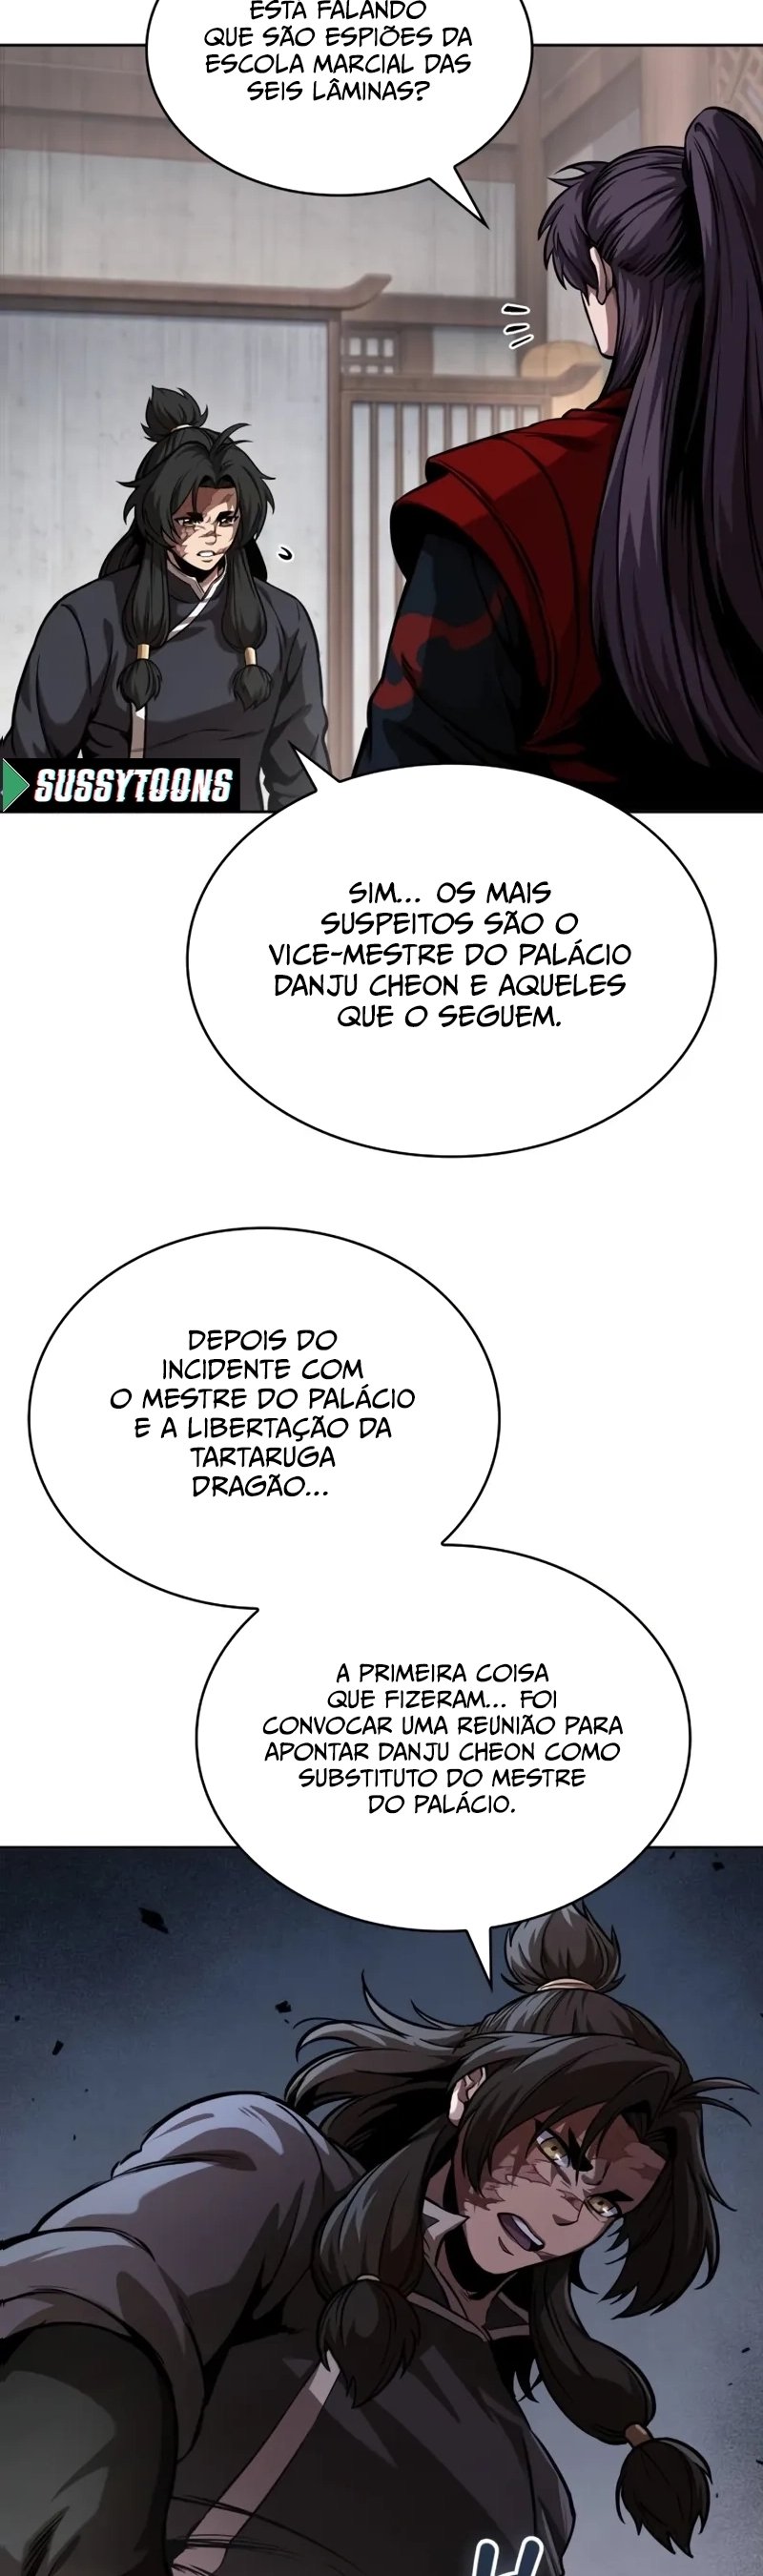 ESTÁ FALANDO
QUE SÃO ESPIÕES DA
ESCOLA MARCIAL DAS
SEIS LÂMINAS?
SUSSYTOONS
SIM... OS MAIS
SUSPEITOS SÃO O
VICE-MESTRE DO PALÁCIO
DANJU CHEON E AQUELES
QUE O SEGUEM.
DEPOIS DO
INCIDENTE COM
O MESTRE DO PALÁCIO
E A LIBERTAÇÃO DA
TARTARUGA
DRAGÃO...
A PRIMEIRA COISA
QUE FIZERAM... FOI
CONVOCAR UMA REUNIÃO PARA
APONTAR DANJU CHEON COMO
SUBSTITUTO DO MESTRE
DO PALÁCIO.